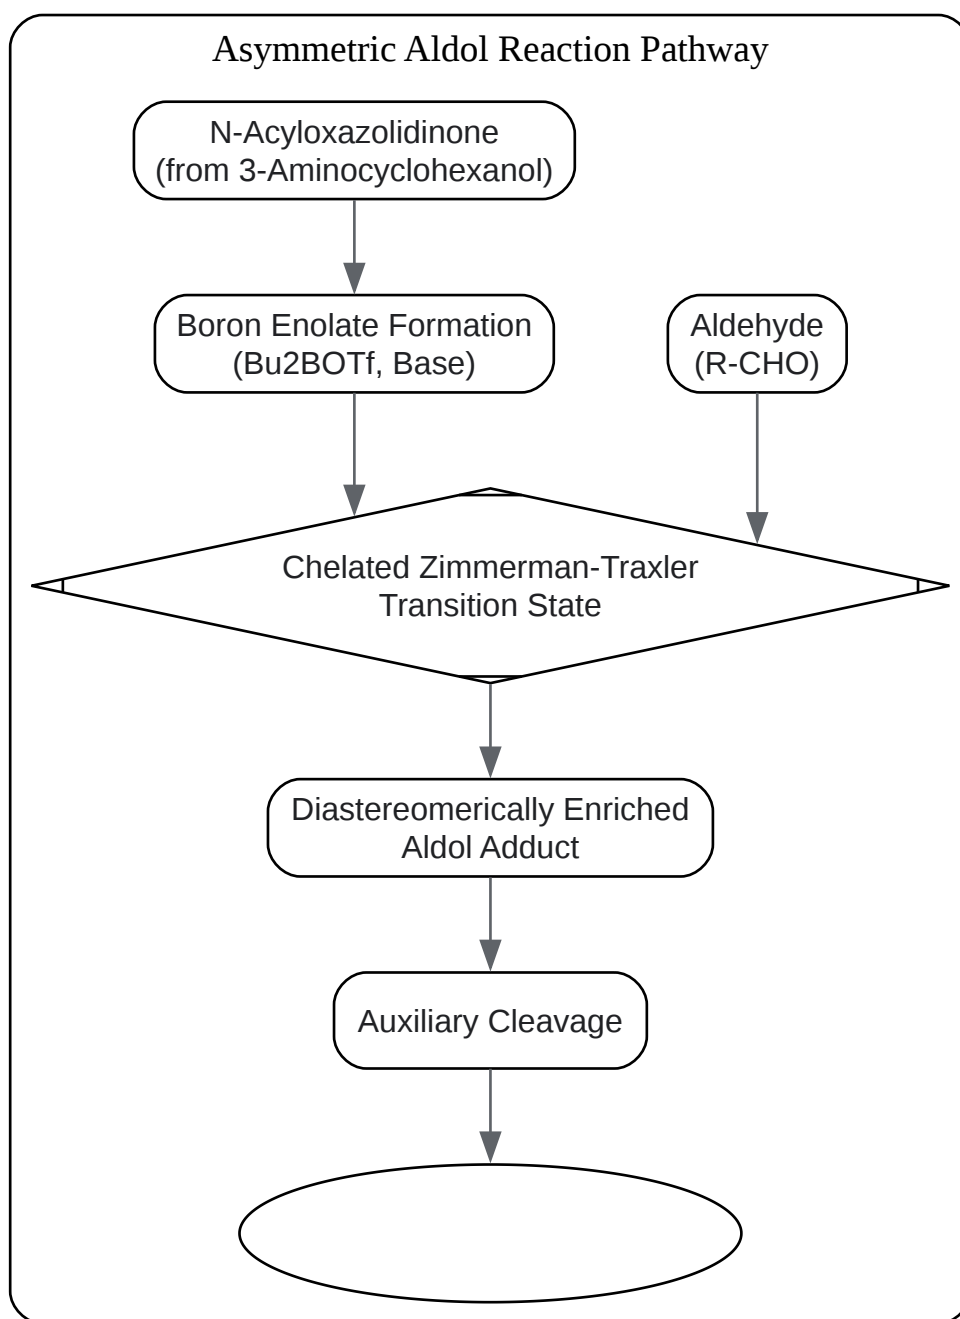 Asymmetric Aldol Reaction Pathway
N-Acyloxazolidinone
(from 3-Aminocyclohexanol)
Boron Enolate Formation
(Bu2BOTf, Base)
Aldehyde
(R-CHO)
Chelated Zimmerman-Traxler
Transition State
Diastereomerically Enriched
Aldol Adduct
Auxiliary Cleavage